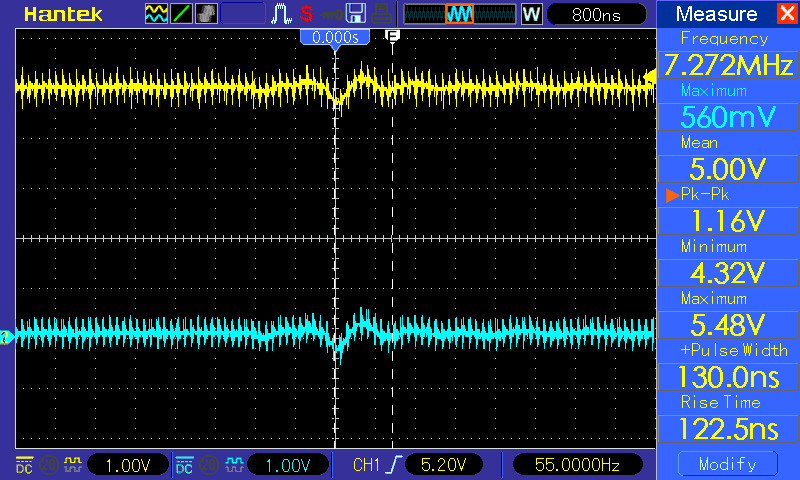 Hantek
S
W
800ns
Measure
X
0.000s
F
Frequency
7.272MHz
Maximum
560mV
Mean
5.00V
Pk-Pk
1.16V
Minimum
4.32V
Maximum
5.48V
+Pulse Width
130.0ns
Rise Time
122.5ns
Modify
2
DC
1.00V
DC
1.00V
CH1
5.20V
55.0000Hz